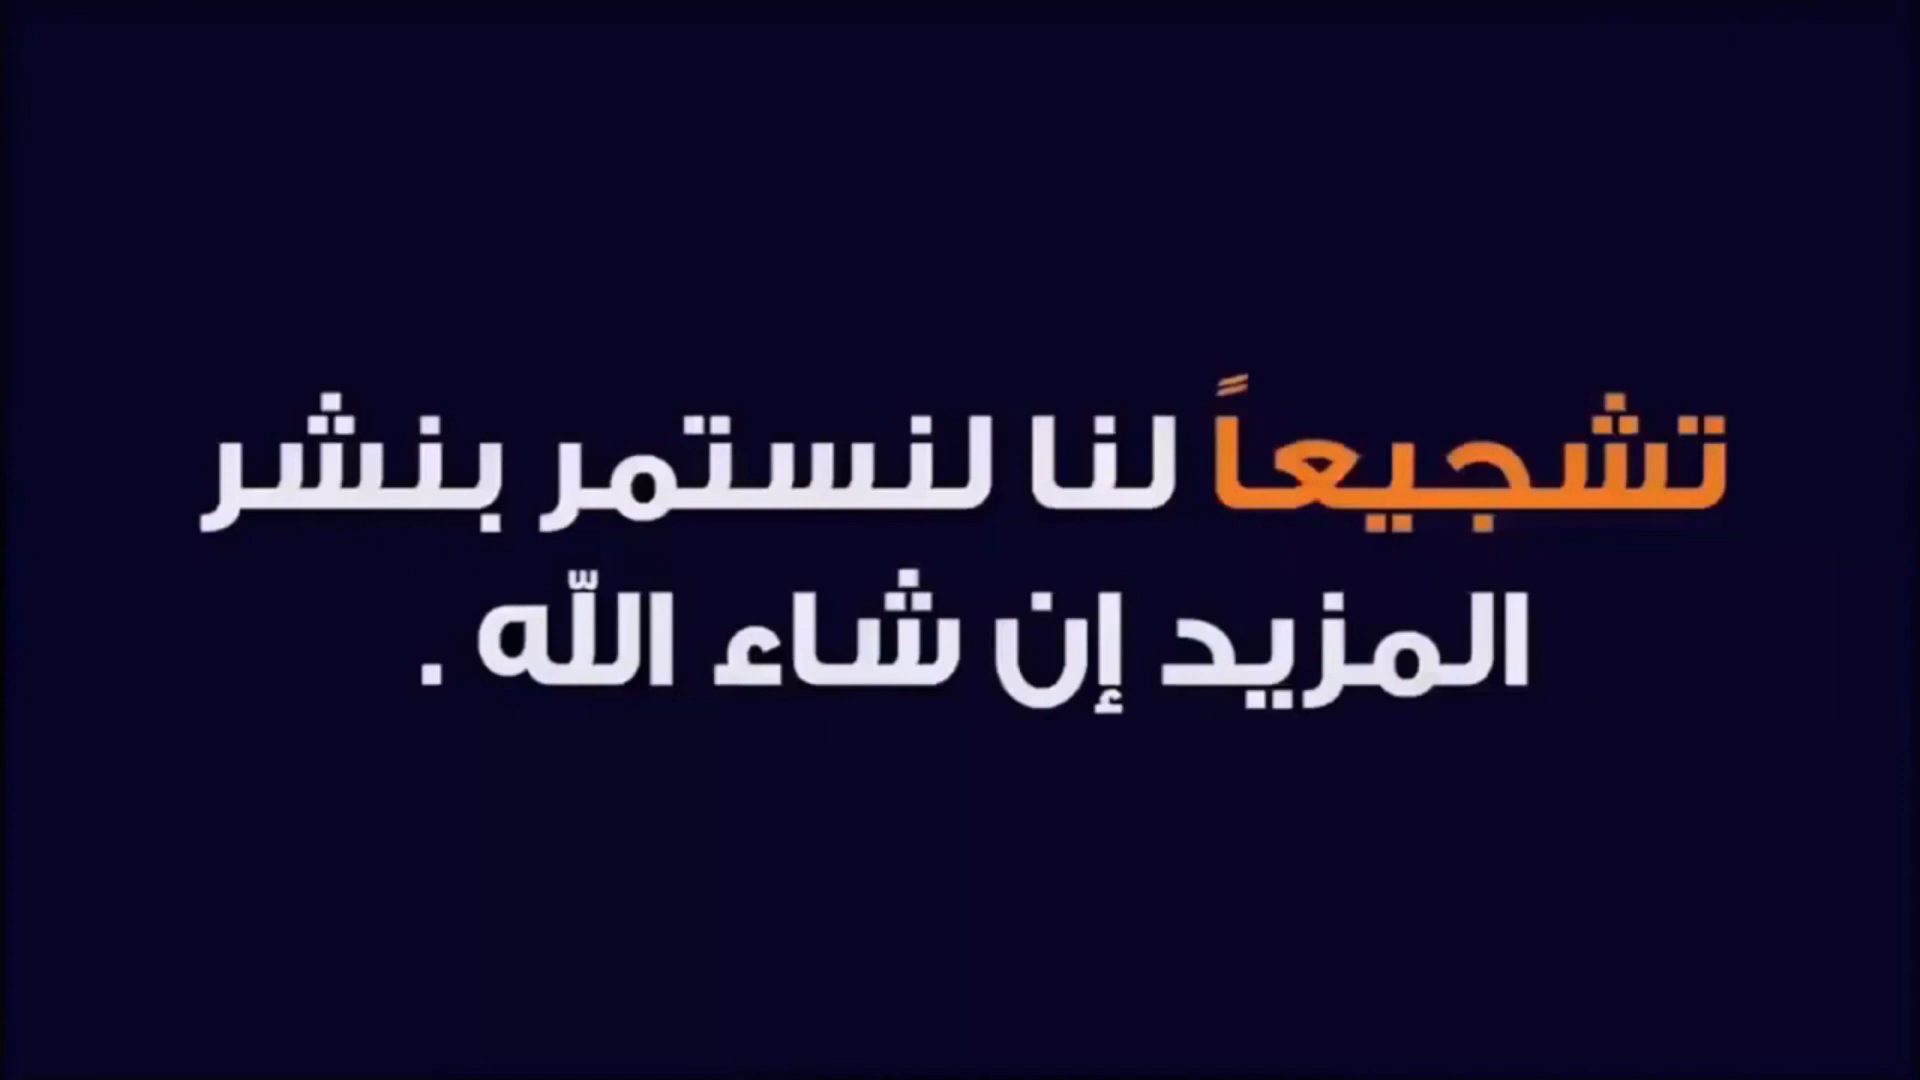 تشجيعاً لنا لنستمر بنشر
المزيد إن شاء اللّه .